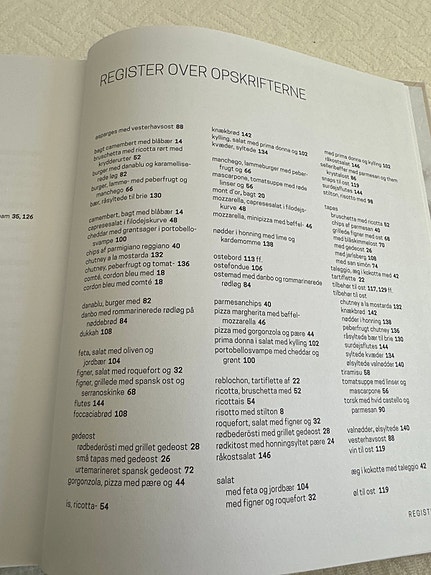 em 35, 126
REGISTER OVER OPSKRIFTERNE
asparges med vesterhavsost 88
bagt camembert med blåbær 14
bruschetta med ricotta rørt med
krydderurter 52
burger med danablu og karamellise-
rede løg 82
burger, lamme- med peberfrugt og
manchego 66
bær, råsyltede til brie 130
camembert, bagt med blåbær 14
capresesalat i filodejskurve 48
cheddar med grantsager i portobello-
svampe 100
chips af parmigiano reggiano 40
chutney a la mostarda 132
chutney, peberfrugt og tomat- 136
comté, cordon bleu med 18
cordon bleu med comté 18
danablu, burger med 82
danbo med rommarinerede rødløg på
nøddebrød 84
dukkah 108
feta, salat med oliven og
jordbær 104
figner, salat med roquefort og 32
figner, grillede med spansk ost og
serranoskinke 68
flutes 144
foccaciabrød 108
gedeost
rødbederösti med grillet gedeost 28
små tapas med gedeost 26
urtemarineret spansk gedeost 72
gorgonzola, pizza med pære og 44
is, ricotta- 54
knækbrød 142
kylling, salat med prima donna og 102
kvæder, syltede 134
manchego, lammeburger med peber-
frugt og 66
mascarpone, tomatsuppe med røde
linser og 56
mont d'or, bagt 20
mozzarella, capresesalat i filodejs-
kurve 48
mozzarella, minipizza med bøffel- 46
nødder i honning med lime og
kardemomme 138
ostebord 113 ff.
ostefondue 106
ostemad med danbo og rommarinerede
rødløg 84
parmesanchips 40
pizza margherita med bøffel-
mozzarella 46
pizza med gorgonzola og pære 44
prima donna i salat med kylling 102
portobellosvamp med cheddar og
grønt 100
reblochon, tartiflette af 22
ricotta, bruschetta med 52
ricottais 54
risotto med stilton 8
roquefort, salat med figner og 32
rødbederösti med grillet gedeost 28
rødkitost med honningsyltet pære 24
råkostsalat 146
salat
med feta og jordbær 104
med figner og roquefort 32
med prima donna og kylling 102
råkostsalat 146
selleribøffer med parmesan og them
krystalost 86
snaps til ost 119
surdejsflutes 144
stilton, risotto med 98
tapas
bruschetta med ricotta 52
chips af parmesan 40
grillede figner med ost 68
med blåskimmelost 70
med gedeost 26
med jarlsberg 108
med san simon 74
taleggio, æg i kokotte med 42
tartiflette 22
tilbehør til ost 117, 129 ff.
tilbehør til ost
chutney a la mostarda 132
knækbrød 142
nødder i honning 138
peberfrugt chutney 136
råsyltede bær til brie 130
surdejsflutes 144
syltede kvæder 134
ølsyltede valnødder 140
tiramisu 58
tomatsuppe med linser og
mascarpone 56
torsk med hvid castello og
parmesan 90
valnødder, ølsyltede 140
vesterhavsost 88
vin til ost 119
æg i kokotte med taleggio 42
øl til ost 119
REGIST